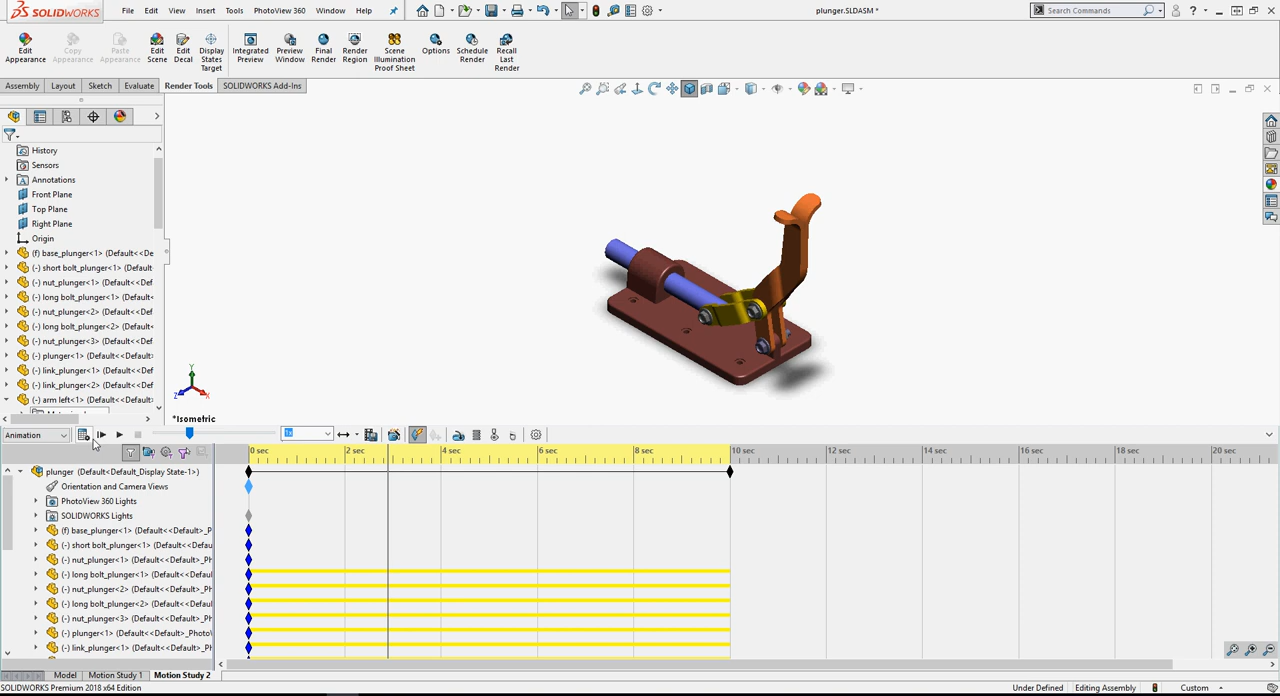 SOLIDWORKS File Edit View Insert Tools PhotoView 360 Window Help plunger.SLDASM * Search Commands
Edit Appearance
Copy Appearance
Paste Appearance
Edit Scene
Edit Decal
Display States Target
Integrated Preview
Preview Window
Final Render
Render Region
Scene Illumination Proof Sheet
Options
Schedule Render
Recall Last Render
Assembly Layout Sketch Evaluate Render Tools SOLIDWORKS Add-Ins
History
Sensors
Annotations
Front Plane
Top Plane
Right Plane
Origin
(f) base_plunger<1> (Default<<De
(-) short bolt_plunger<1> (Default
(-) nut_plunger<1> (Default<<Def
(-) long bolt_plunger<1> (Default
(-) nut_plunger<2> (Default<<Def
(-) long bolt_plunger<2> (Default
(-) nut_plunger<3> (Default<<Def
(-) plunger<1> (Default<<Default>
(-) link_plunger<1> (Default<<Def
(-) link_plunger<2> (Default<<Def
(-) arm left<1> (Default<<Default>
Y
Z
X
*Isometric
Animation
0 sec 2 sec 4 sec 6 sec 8 sec 10 sec 12 sec 14 sec 16 sec 18 sec 20 sec
plunger (Default<Default_Display State-1>)
Orientation and Camera Views
PhotoView 360 Lights
SOLIDWORKS Lights
(f) base_plunger<1> (Default<<Default>_P
(-) short bolt_plunger<1> (Default<<Defaul
(-) nut_plunger<1> (Default<<Default>_Ph
(-) long bolt_plunger<1> (Default<<Defaul
(-) nut_plunger<2> (Default<<Default>_Ph
(-) long bolt_plunger<2> (Default<<Defaul
(-) nut_plunger<3> (Default<<Default>_Ph
(-) plunger<1> (Default<<Default>_PhotoV
(-) link_plunger<1> (Default<<Default>_Ph
Model Motion Study 1 Motion Study 2
SOLIDWORKS Premium 2018 x64 Edition Under Defined Editing Assembly Custom